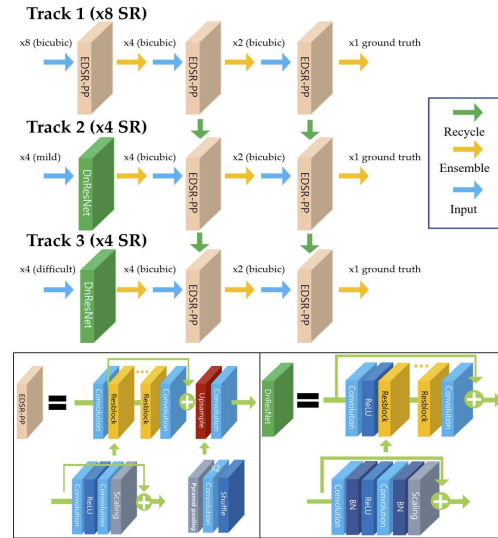 Track 1 (x8 SR)
x8 (bicubic)
EDSR-PP
x4 (bicubic)
EDSR-PP
x2 (bicubic)
EDSR-PP
x1 ground truth
Track 2 (x4 SR)
x4 (mild)
DnResNet
x4 (bicubic)
EDSR-PP
x2 (bicubic)
EDSR-PP
x1 ground truth
Track 3 (x4 SR)
x4 (difficult)
DnResNet
x4 (bicubic)
EDSR-PP
x2 (bicubic)
EDSR-PP
x1 ground truth
Recycle
Ensemble
Input
EDSR-PP
Convolution
Resblock
Resblock
Convolution
Upsample
Convolution
Convolution
ReLU
Convolution
Scaling
Pyramid pooling
Convolution
Shuffle
DnResNet
Convolution
ReLU
Resblock
Resblock
Convolution
Convolution
BN
ReLU
Convolution
BN
Scaling